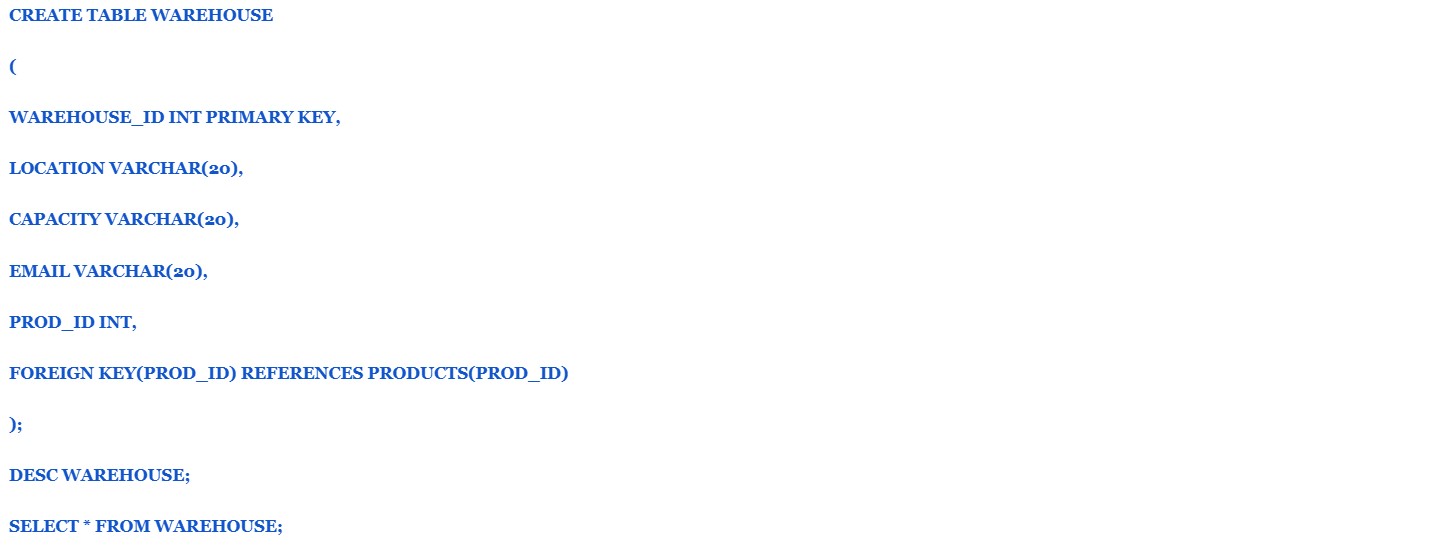 CREATE TABLE WAREHOUSE
(
WAREHOUSE_ID INT PRIMARY KEY,
LOCATION VARCHAR(20),
CAPACITY VARCHAR(20),
EMAIL VARCHAR(20),
PROD_ID INT,
FOREIGN KEY(PROD_ID) REFERENCES PRODUCTS(PROD_ID)
);
DESC WAREHOUSE;
SELECT * FROM WAREHOUSE;